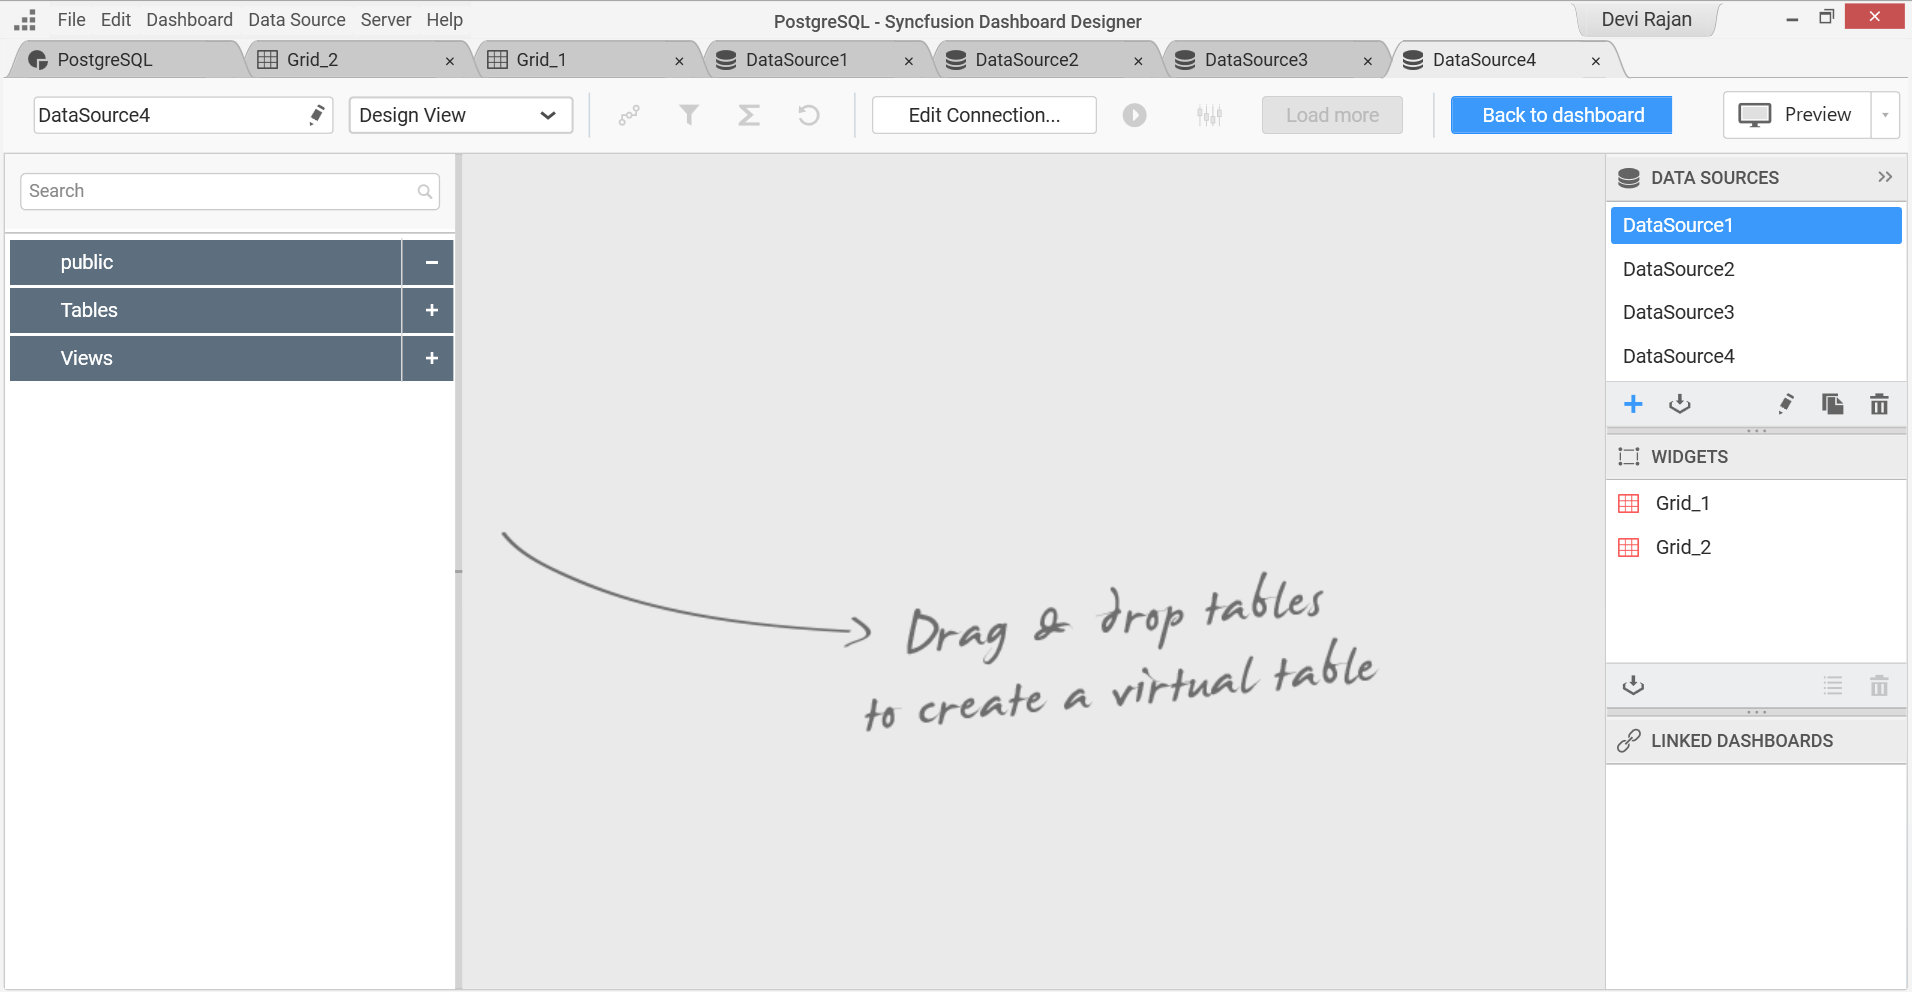 File Edit Dashboard Data Source Server Help
PostgreSQL - Syncfusion Dashboard Designer
Devi Rajan
PostgreSQL Grid_2 Grid_1 DataSource1 DataSource2 DataSource3 DataSource4
DataSource4 Design View Edit Connection... Load more Back to dashboard Preview
Search
public
Tables
Views
Drag & drop tables
to create a virtual table
DATA SOURCES
DataSource1
DataSource2
DataSource3
DataSource4
WIDGETS
Grid_1
Grid_2
LINKED DASHBOARDS